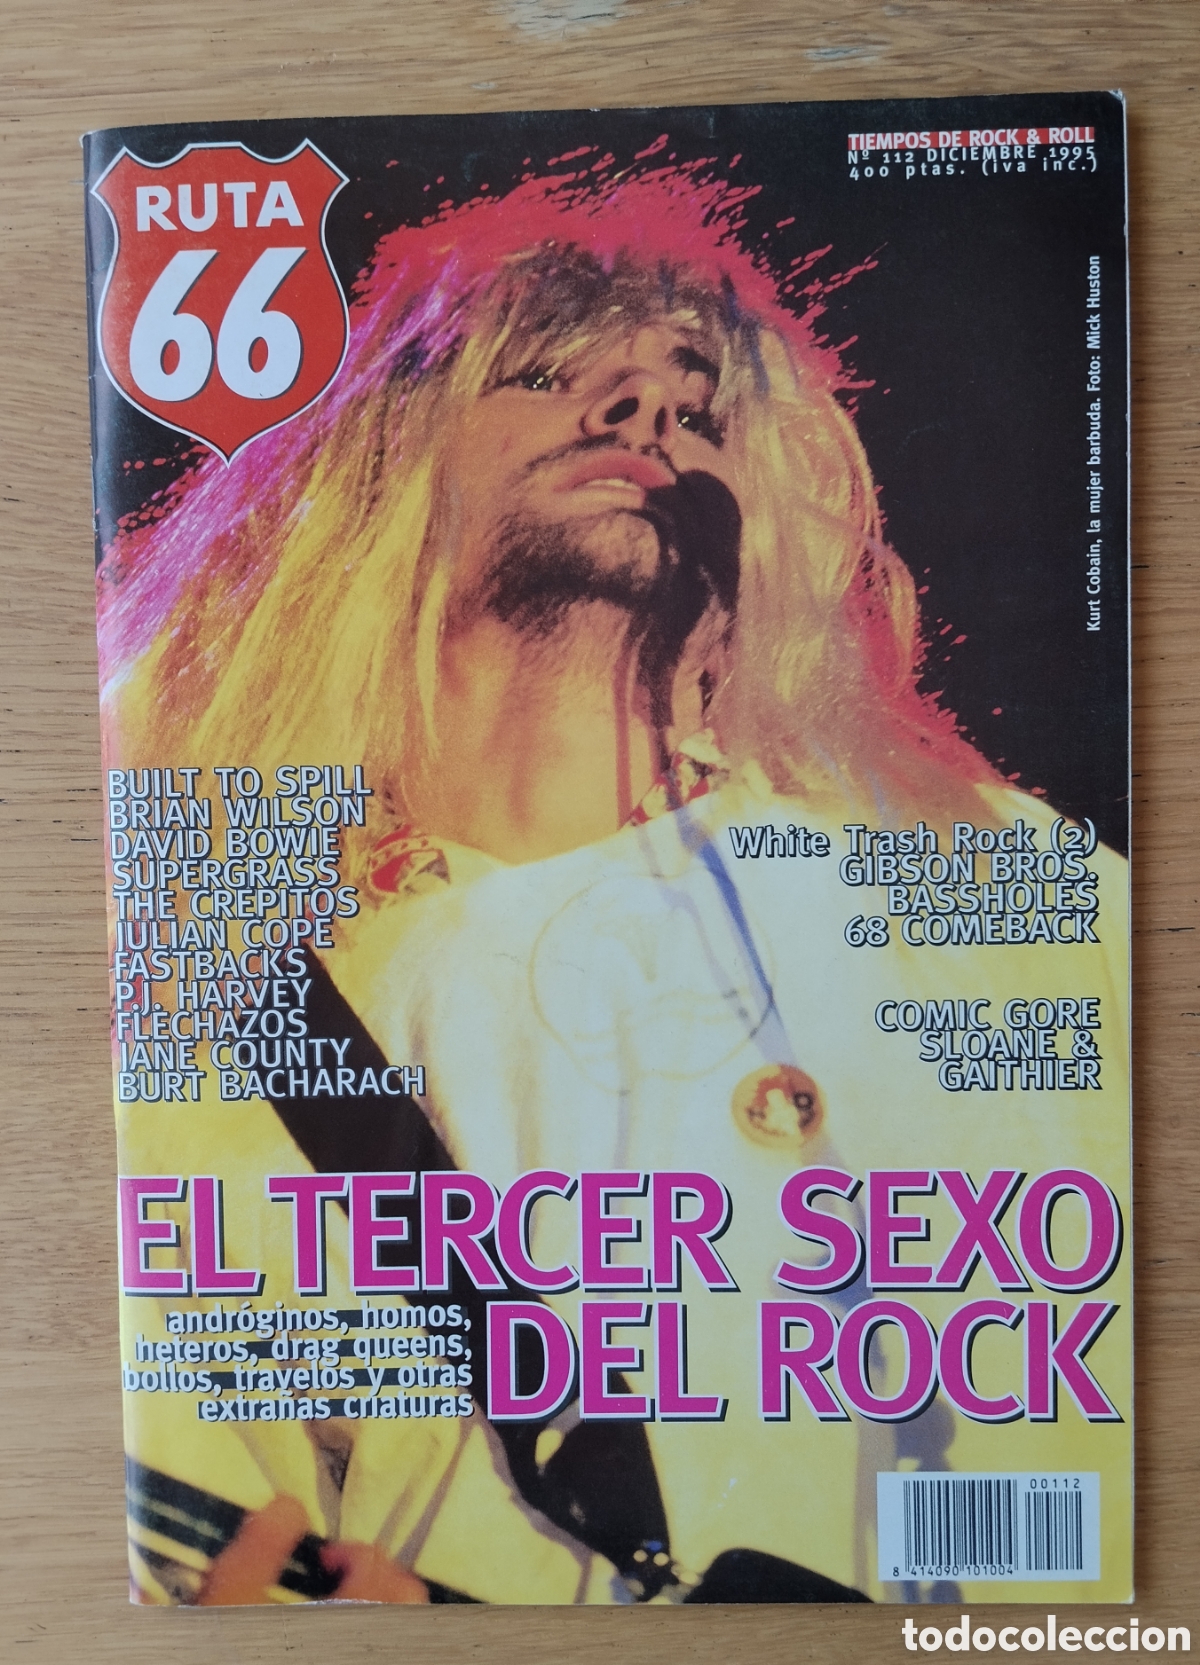 RUTA
66
TIEMPOS DE ROCK & ROLL
Nº 112 DICIEMBRE 1995
400 ptas. (iva inc.)
Kurt Cobain, la mujer barbuda. Foto: Mick Huston
BUILT TO SPILL
BRIAN WILSON
DAVID BOWIE
SUPERGRASS
THE CREPITOS
JULIAN COPE
FASTBACKS
P.J. HARVEY
FLECHAZOS
JANE COUNTY
BURT BACHARACH
White Trash Rock (2)
GIBSON BROS.
BASSHOLES
68 COMEBACK
COMIC GORE
SLOANE &
GAITHIER
EL TERCER SEXO
DEL ROCK
andróginos, homos,
heteros, drag queens,
bollos, travelos y otras
extrañas criaturas
00112
8 414090 101004
todocoleccion